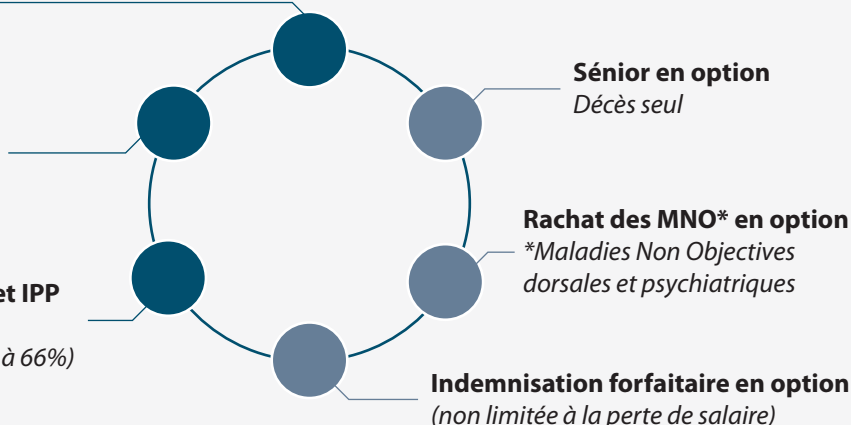 Sénior en option
Décès seul
Rachat des MNO* en option
*Maladies Non Objectives
dorsales et psychiatriques
et IPP
à 66%)
Indemnisation forfaitaire en option
(non limitée à la perte de salaire)